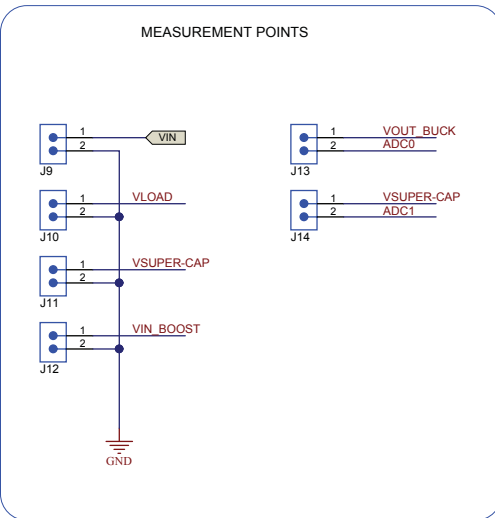 MEASUREMENT POINTS
1 VIN
2
J9
1 VLOAD
2
J10
1 VSUPER-CAP
2
J11
1 VIN_BOOST
2
J12
GND
1 VOUT_BUCK
2 ADC0
J13
1 VSUPER-CAP
2 ADC1
J14